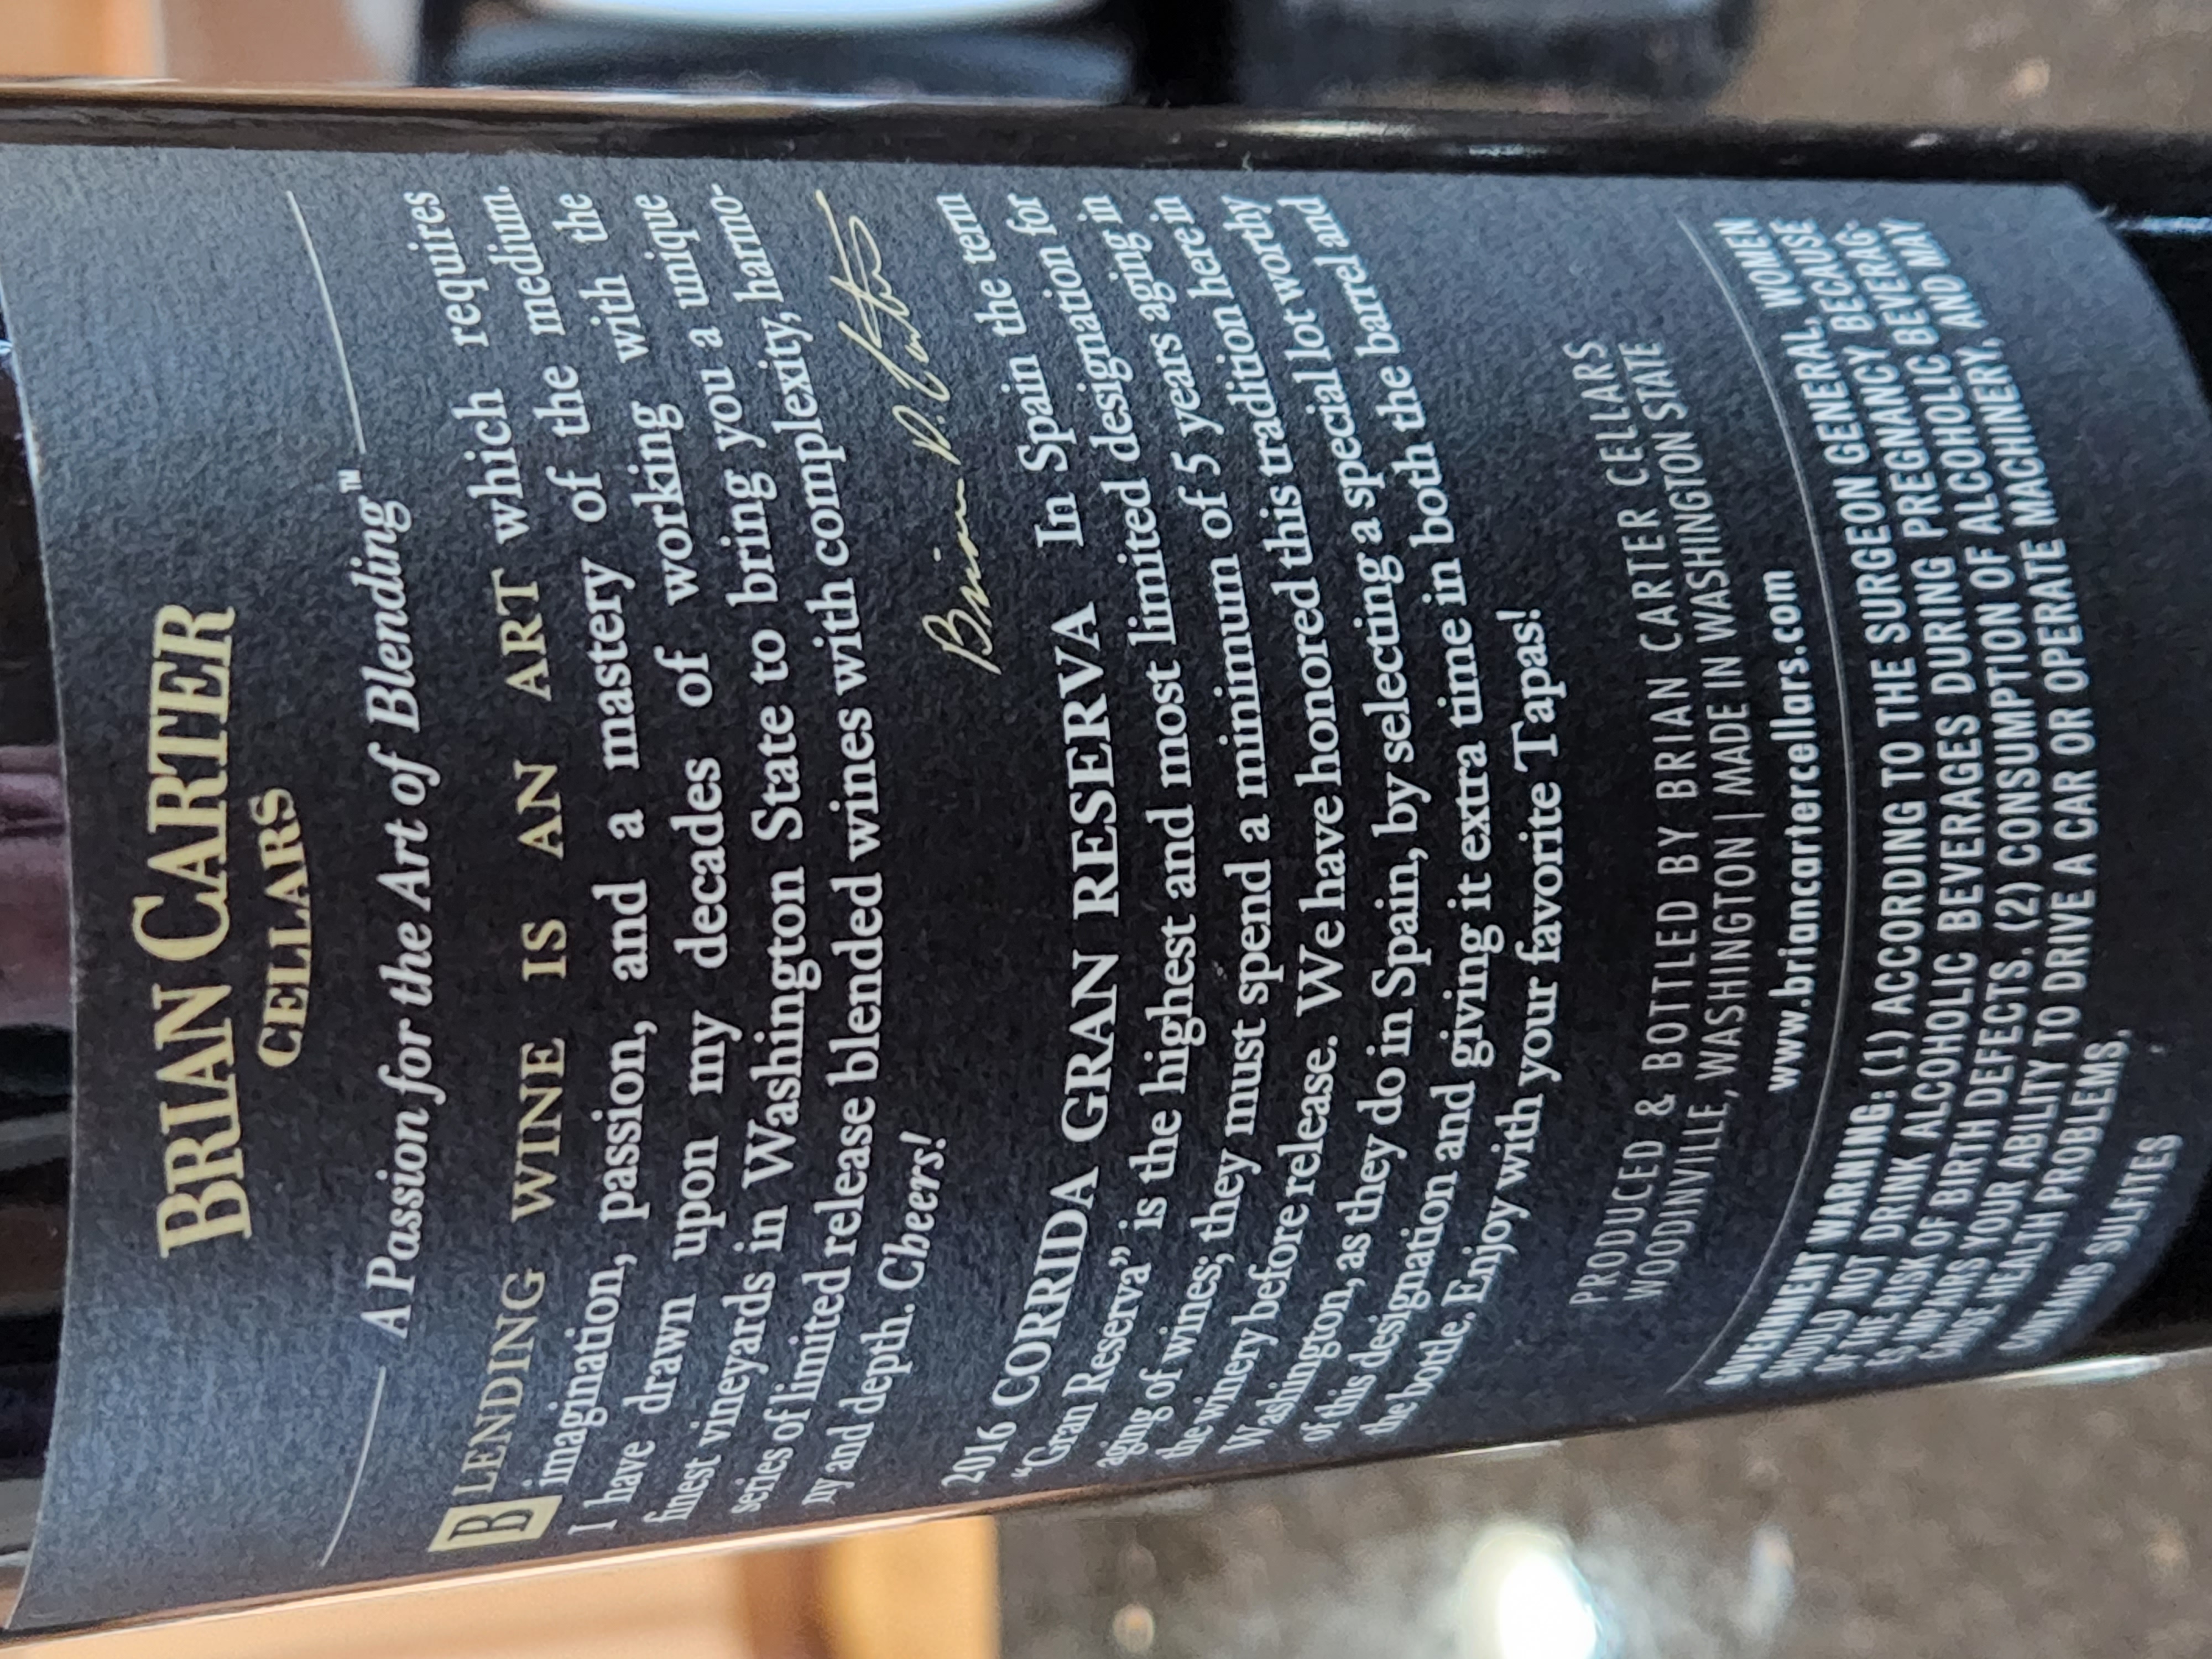 BRIAN CARTER
CELLARS
A Passion for the Art of Blending™
BLENDING WINE IS AN ART which requires
imagination, passion, and a mastery of the medium.
I have drawn upon my decades of working with the
finest vineyards in Washington State to bring you a unique
series of limited release blended wines with complexity, harmo-
ny and depth. Cheers!
Brian D. Carter
2016 CORRIDA GRAN RESERVA In Spain the term
“Gran Reserva” is the highest and most limited designation for
aging of wines; they must spend a minimum of 5 years aging in
the winery before release. We have honored this tradition here in
Washington, as they do in Spain, by selecting a special lot worthy
of this designation and giving it extra time in both the barrel and
the bottle. Enjoy with your favorite Tapas!
PRODUCED & BOTTLED BY BRIAN CARTER CELLARS
WOODINVILLE, WASHINGTON | MADE IN WASHINGTON STATE
www.briancartercellars.com
GOVERNMENT WARNING: (1) ACCORDING TO THE SURGEON GENERAL, WOMEN
SHOULD NOT DRINK ALCOHOLIC BEVERAGES DURING PREGNANCY BECAUSE
OF THE RISK OF BIRTH DEFECTS. (2) CONSUMPTION OF ALCOHOLIC BEVERAG-
ES IMPAIRS YOUR ABILITY TO DRIVE A CAR OR OPERATE MACHINERY, AND MAY
CAUSE HEALTH PROBLEMS.
CONTAINS SULFITES